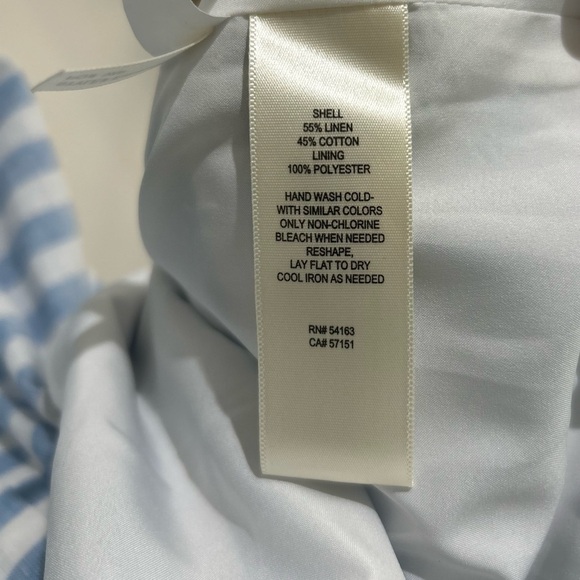 SHELL
55% LINEN
45% COTTON
LINING
100% POLYESTER
HAND WASH COLD-
WITH SIMILAR COLORS
ONLY NON-CHLORINE
BLEACH WHEN NEEDED
RESHAPE,
LAY FLAT TO DRY
COOL IRON AS NEEDED
RN# 54163
CA# 57151